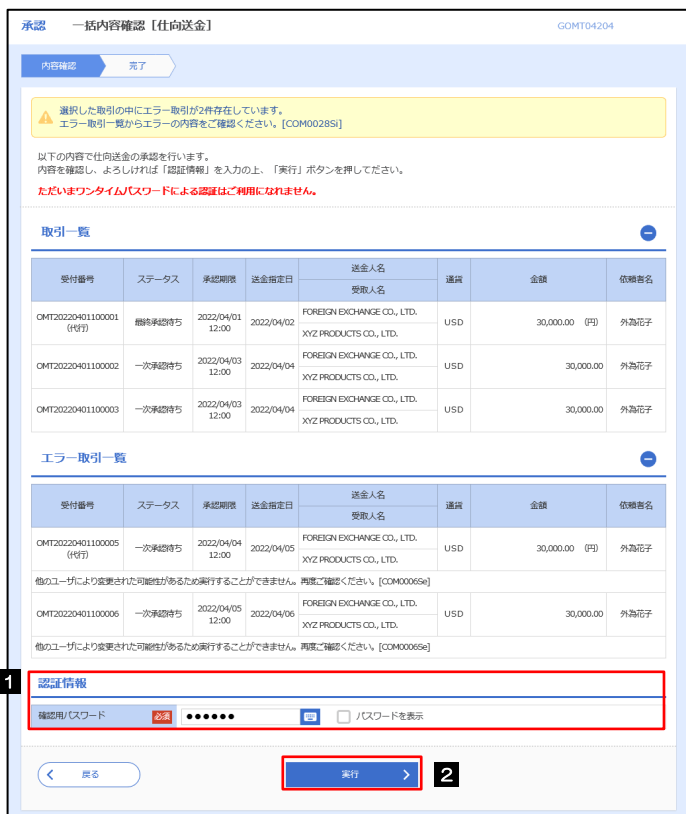 承認 一括内容確認［仕向送金］ GOMT04204
内容確認 完了
選択した取引の中にエラー取引が2件存在しています。
エラー取引一覧からエラーの内容をご確認ください。[COM0028Si]
以下の内容で仕向送金の承認を行います。
内容を確認し、よろしければ「認証情報」を入力の上、「実行」ボタンを押してください。
ただいまワンタイムパスワードによる認証はご利用になれません。
取引一覧
受付番号 ステータス 承認期限 送金指定日 送金人名 通貨 金額 依頼者名
受取人名
OMT20220401100001 最終承認待ち 2022/04/01 2022/04/02 FOREIGN EXCHANGE CO., LTD. USD 30,000.00 (円) 外為花子
(代行) 12:00 XYZ PRODUCTS CO., LTD.
OMT20220401100002 一次承認待ち 2022/04/03 2022/04/04 FOREIGN EXCHANGE CO., LTD. USD 30,000.00 外為花子
12:00 XYZ PRODUCTS CO., LTD.
OMT20220401100003 一次承認待ち 2022/04/03 2022/04/04 FOREIGN EXCHANGE CO., LTD. USD 30,000.00 外為花子
12:00 XYZ PRODUCTS CO., LTD.
エラー取引一覧
受付番号 ステータス 承認期限 送金指定日 送金人名 通貨 金額 依頼者名
受取人名
OMT20220401100005 一次承認待ち 2022/04/04 2022/04/05 FOREIGN EXCHANGE CO., LTD. USD 30,000.00 (円) 外為花子
(代行) 12:00 XYZ PRODUCTS CO., LTD.
他のユーザにより変更された可能性があるため実行することができません。再度ご確認ください。[COM0006Se]
OMT20220401100006 一次承認待ち 2022/04/05 2022/04/06 FOREIGN EXCHANGE CO., LTD. USD 30,000.00 外為花子
12:00 XYZ PRODUCTS CO., LTD.
他のユーザにより変更された可能性があるため実行することができません。再度ご確認ください。[COM0006Se]
1 認証情報
確認用パスワード 必須 ●●●●●● パスワードを表示
戻る 実行 2